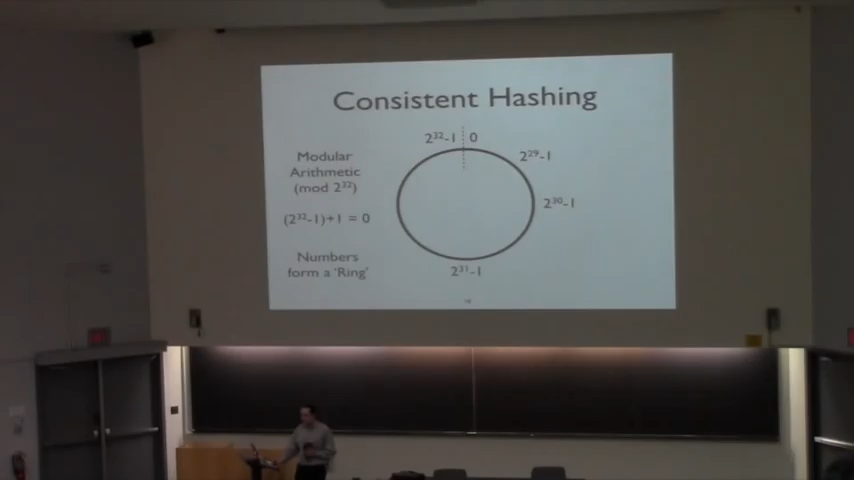 Consistent Hashing
2³²-1 0
2²⁹-1
Modular
Arithmetic
(mod 2³²)
2³⁰-1
(2³²-1)+1 = 0
Numbers
form a 'Ring'
2³¹-1